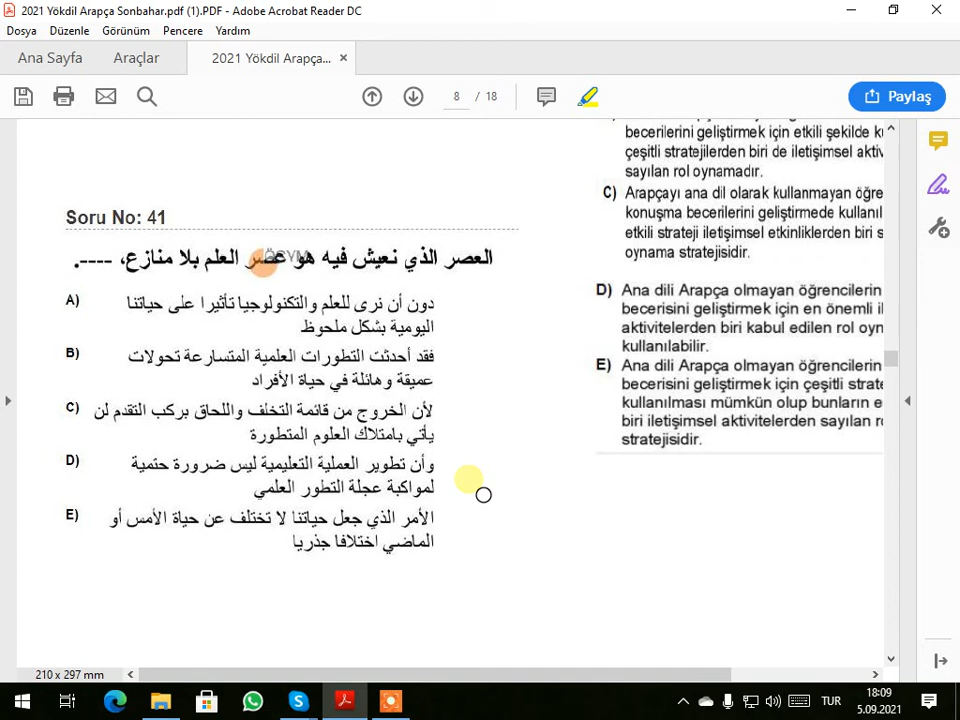 2021 Yökdil Arapça Sonbahar.pdf (1).PDF - Adobe Acrobat Reader DC
Dosya Düzenle Görünüm Pencere Yardım
Ana Sayfa Araçlar 2021 Yökdil Arapça...
8 / 18 Paylaş
Soru No: 41
ÖSYM
العصر الذي نعيش فيه هو عصر العلم بلا منازع، ----.
A) دون أن نرى للعلم والتكنولوجيا تأثيرا على حياتنا
اليومية بشكل ملحوظ
B) فقد أحدثت التطورات العلمية المتسارعة تحولات
عميقة وهائلة في حياة الأفراد
C) لأن الخروج من قائمة التخلف واللحاق بركب التقدم لن
يأتي بامتلاك العلوم المتطورة
D) وأن تطوير العملية التعليمية ليس ضرورة حتمية
لمواكبة عجلة التطور العلمي
E) الأمر الذي جعل حياتنا لا تختلف عن حياة الأمس أو
الماضي اختلافا جذريا
becerilerini geliştirmek için etkili şekilde
çeşitli stratejilerden biri de iletişimsel
sayılan rol oynamadır.
C) Arapçayı ana dil olarak kullanmayan
konuşma becerilerini geliştirmede
etkili strateji iletişimsel etkinliklerden biri
oynama stratejisidir.
D) Ana dili Arapça olmayan öğrencilerin
becerisini geliştirmek için en önemli
aktivitelerden biri kabul edilen rol
kullanılabilir.
E) Ana dili Arapça olmayan öğrencilerin
becerisini geliştirmek için çeşitli
kullanılması mümkün olup bunların
biri iletişimsel aktivitelerden sayılan
stratejisidir.
210 x 297 mm
TUR
18:09
5.09.2021